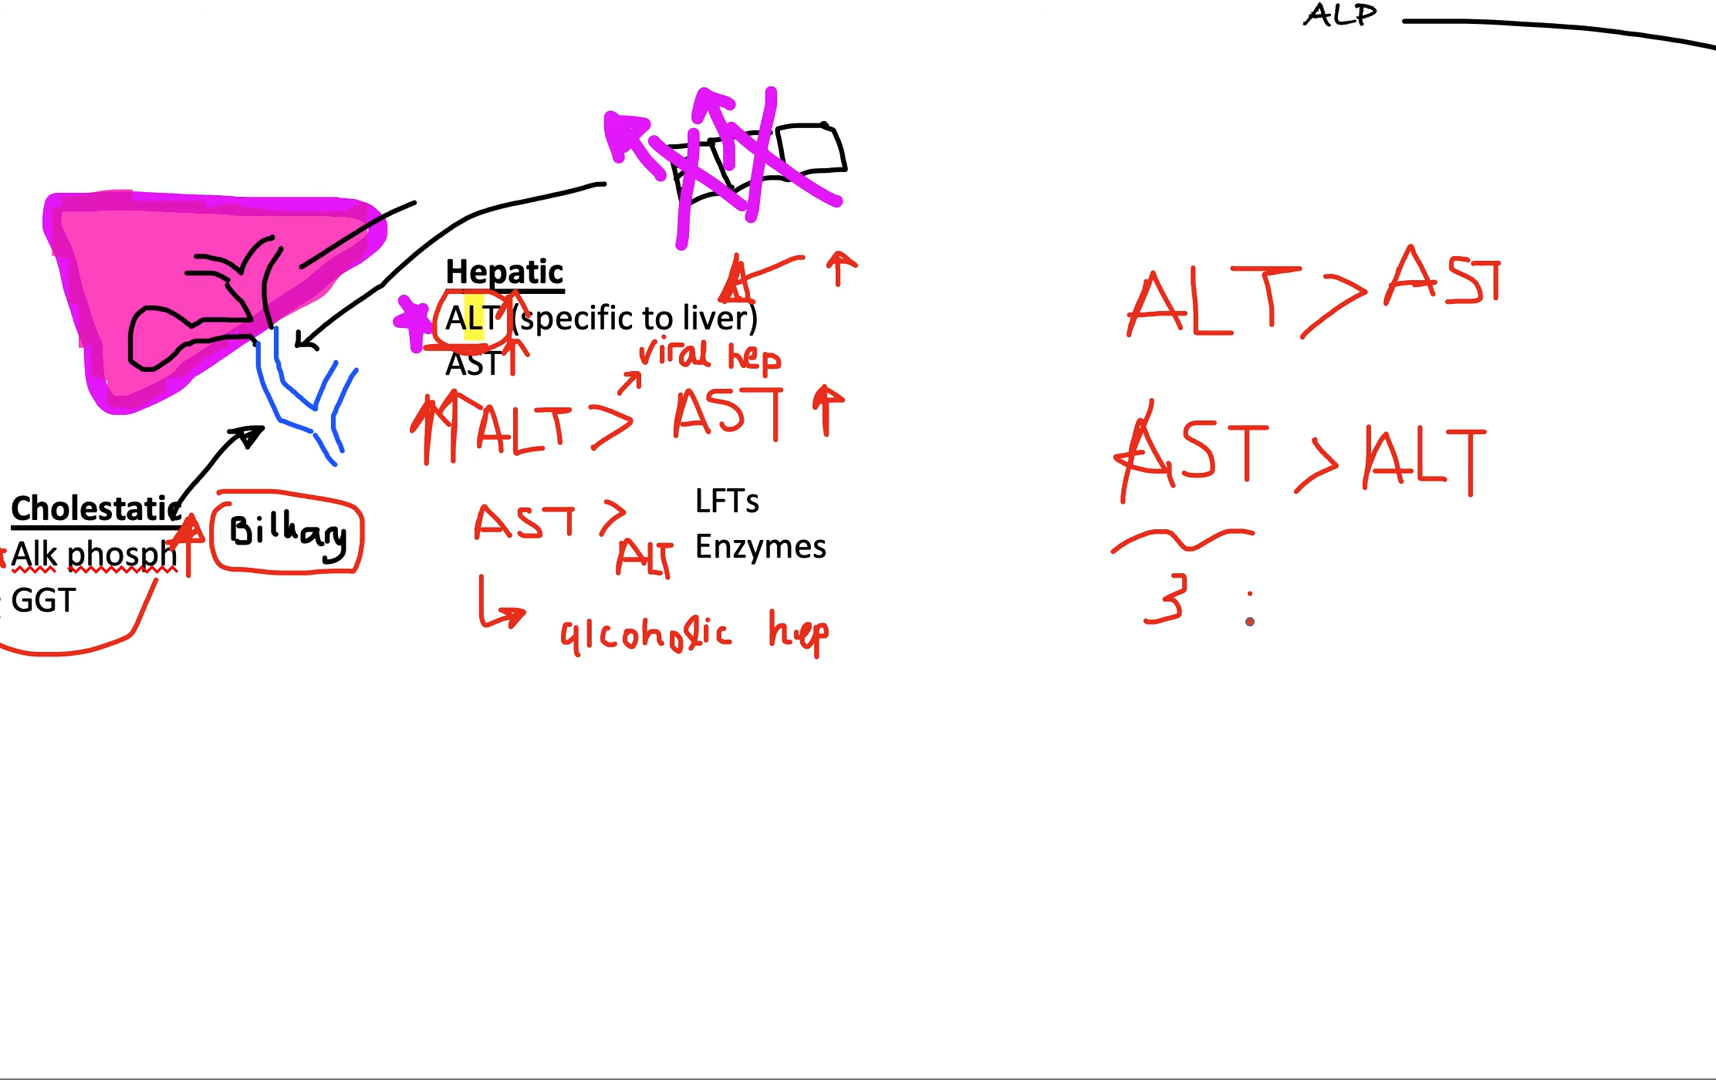 ALP
Hepatic
ALT (specific to liver)
AST
viral hep
ALT > AST
AST > ALT
alcoholic hep
LFTs
Enzymes
Cholestatic
Alk phosph
GGT
Biliary
ALT > AST
AST > ALT
3 :